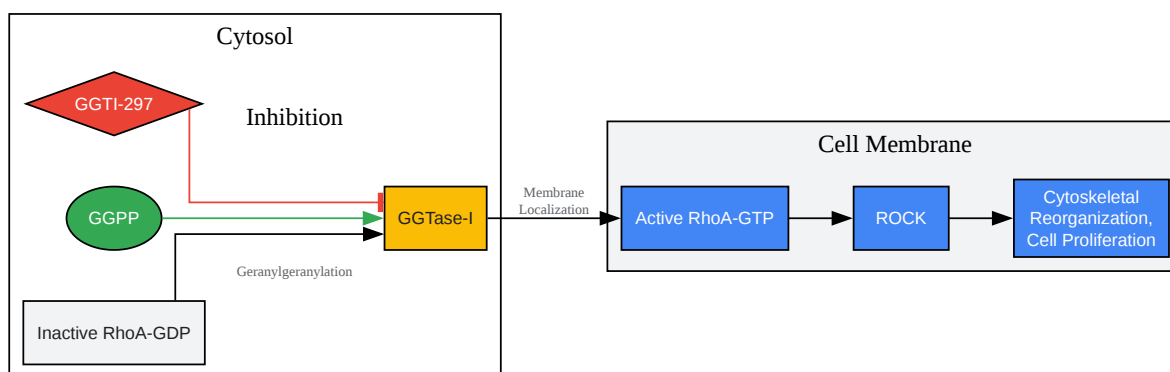 Cytosol
GGTI-297
Inhibition
Cell Membrane
GGPP
GGTase-I
Membrane
Localization
Active RhoA-GTP
ROCK
Cytoskeletal
Reorganization,
Cell Proliferation
Geranylgeranylation
Inactive RhoA-GDP